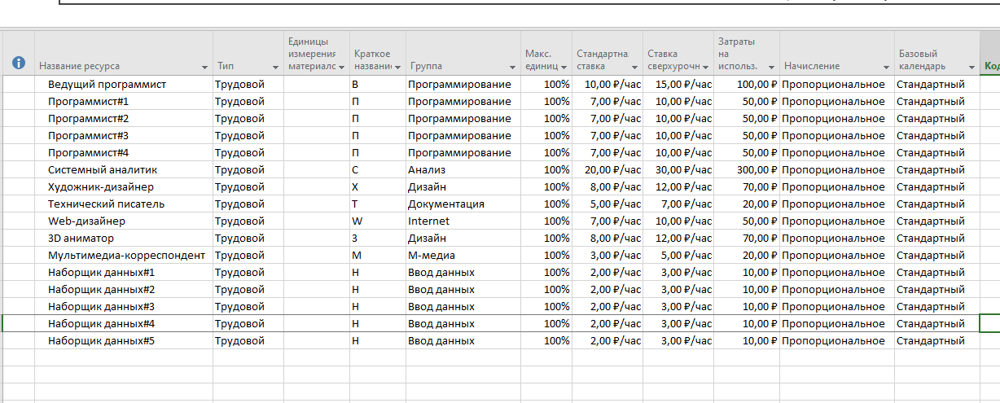 Название ресурса Тип Единицы измерения материалс Краткое названи Группа Макс. единиц Стандартна ставка Ставка сверхурочн Затраты на использ. Начисление Базовый календарь Код
Ведущий программист Трудовой В Программирование 100% 10,00 ₽/час 15,00 ₽/час 100,00 ₽ Пропорциональное Стандартный
Программист#1 Трудовой П Программирование 100% 7,00 ₽/час 10,00 ₽/час 50,00 ₽ Пропорциональное Стандартный
Программист#2 Трудовой П Программирование 100% 7,00 ₽/час 10,00 ₽/час 50,00 ₽ Пропорциональное Стандартный
Программист#3 Трудовой П Программирование 100% 7,00 ₽/час 10,00 ₽/час 50,00 ₽ Пропорциональное Стандартный
Программист#4 Трудовой П Программирование 100% 7,00 ₽/час 10,00 ₽/час 50,00 ₽ Пропорциональное Стандартный
Системный аналитик Трудовой С Анализ 100% 20,00 ₽/час 30,00 ₽/час 300,00 ₽ Пропорциональное Стандартный
Художник-дизайнер Трудовой Х Дизайн 100% 8,00 ₽/час 12,00 ₽/час 70,00 ₽ Пропорциональное Стандартный
Технический писатель Трудовой Т Документация 100% 5,00 ₽/час 7,00 ₽/час 20,00 ₽ Пропорциональное Стандартный
Web-дизайнер Трудовой W Internet 100% 7,00 ₽/час 10,00 ₽/час 50,00 ₽ Пропорциональное Стандартный
3D аниматор Трудовой 3 Дизайн 100% 8,00 ₽/час 12,00 ₽/час 70,00 ₽ Пропорциональное Стандартный
Мультимедиа-корреспондент Трудовой М М-медиа 100% 3,00 ₽/час 5,00 ₽/час 20,00 ₽ Пропорциональное Стандартный
Наборщик данных#1 Трудовой Н Ввод данных 100% 2,00 ₽/час 3,00 ₽/час 10,00 ₽ Пропорциональное Стандартный
Наборщик данных#2 Трудовой Н Ввод данных 100% 2,00 ₽/час 3,00 ₽/час 10,00 ₽ Пропорциональное Стандартный
Наборщик данных#3 Трудовой Н Ввод данных 100% 2,00 ₽/час 3,00 ₽/час 10,00 ₽ Пропорциональное Стандартный
Наборщик данных#4 Трудовой Н Ввод данных 100% 2,00 ₽/час 3,00 ₽/час 10,00 ₽ Пропорциональное Стандартный
Наборщик данных#5 Трудовой Н Ввод данных 100% 2,00 ₽/час 3,00 ₽/час 10,00 ₽ Пропорциональное Стандартный